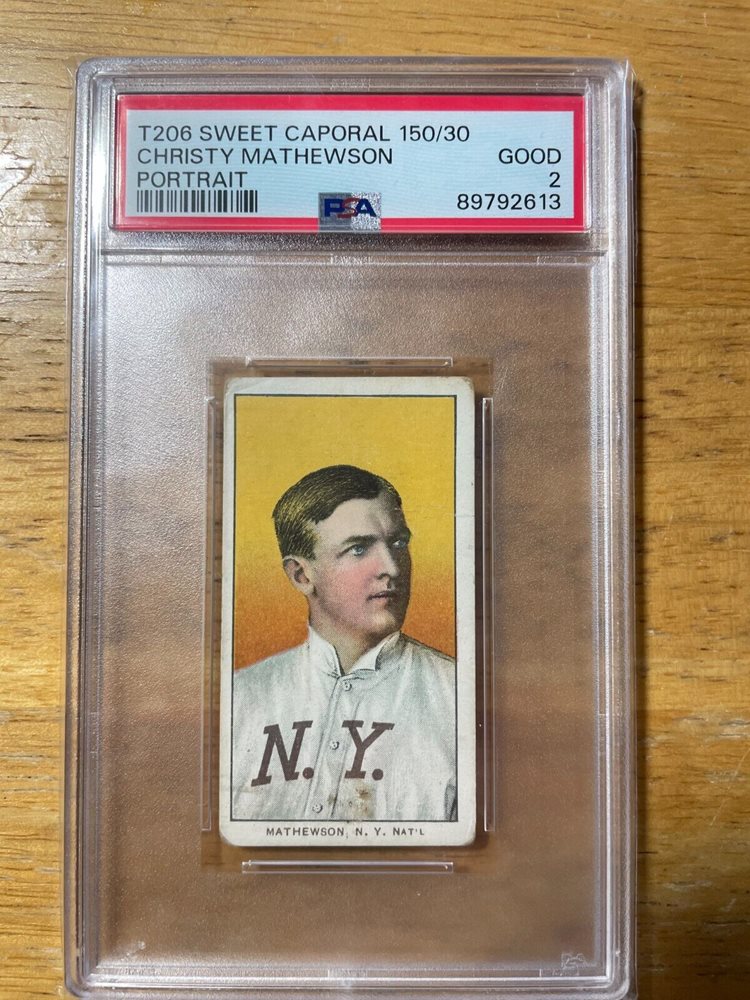 T206 SWEET CAPORAL 150/30
CHRISTY MATHEWSON GOOD
PORTRAIT 2
PSA 89792613
N. Y.
MATHEWSON, N. Y. NAT'L